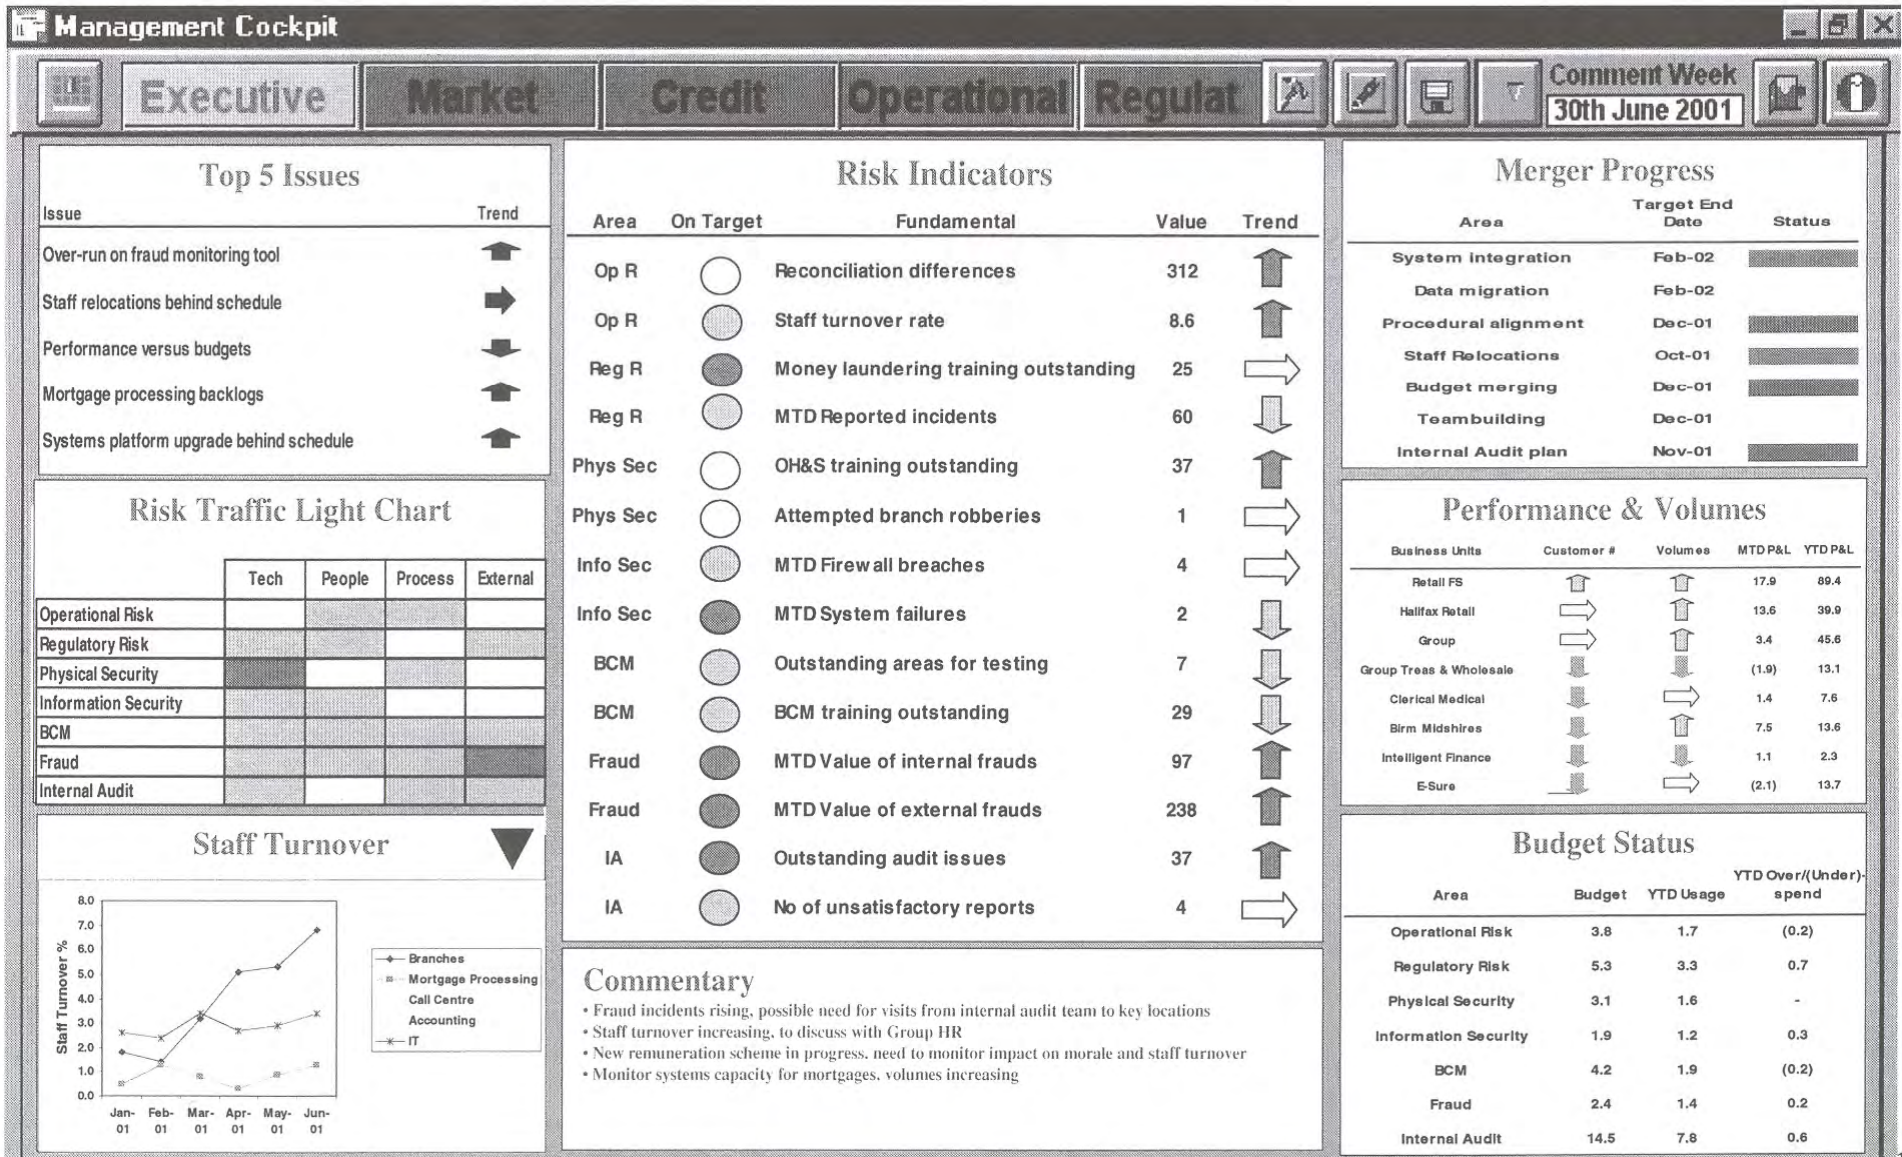 Management Cockpit
Executive
Market
Credit
Operational
Regulat
Comment Week
30th June 2001
Top 5 Issues
Issue Trend
Over-run on fraud monitoring tool
Staff relocations behind schedule
Performance versus budgets
Mortgage processing backlogs
Systems platform upgrade behind schedule
Risk Traffic Light Chart
Tech People Process External
Operational Risk
Regulatory Risk
Physical Security
Information Security
BCM
Fraud
Internal Audit
Staff Turnover
Staff Turnover %
8.0
7.0
6.0
5.0
4.0
3.0
2.0
1.0
0.0
Jan- Feb- Mar- Apr- May- Jun-
01 01 01 01 01 01
Branches
Mortgage Processing
Call Centre
Accounting
IT
Risk Indicators
Area On Target Fundamental Value Trend
Op R Reconciliation differences 312
Op R Staff turnover rate 8.6
Reg R Money laundering training outstanding 25
Reg R MTD Reported incidents 60
Phys Sec OH&S training outstanding 37
Phys Sec Attempted branch robberies 1
Info Sec MTD Firewall breaches 4
Info Sec MTD System failures 2
BCM Outstanding areas for testing 7
BCM BCM training outstanding 29
Fraud MTD Value of internal frauds 97
Fraud MTD Value of external frauds 238
IA Outstanding audit issues 37
IA No of unsatisfactory reports 4
Commentary
• Fraud incidents rising, possible need for visits from internal audit team to key locations
• Staff turnover increasing, to discuss with Group HR
• New remuneration scheme in progress, need to monitor impact on morale and staff turnover
• Monitor systems capacity for mortgages, volumes increasing
Merger Progress
Target End
Area Date Status
System integration Feb-02
Data migration Feb-02
Procedural alignment Dec-01
Staff Relocations Oct-01
Budget merging Dec-01
Teambuilding Dec-01
Internal Audit plan Nov-01
Performance & Volumes
Business Units Customer # Volumes MTD P&L YTD P&L
Retail FS 17.9 89.4
Halifax Retail 13.6 39.9
Group 3.4 45.6
Group Treas & Wholesale (1.9) 13.1
Clerical Medical 1.4 7.6
Birm Midshires 7.5 13.6
Intelligent Finance 1.1 2.3
E-Sure (2.1) 13.7
Budget Status
YTD Over/(Under)-
Area Budget YTD Usage spend
Operational Risk 3.8 1.7 (0.2)
Regulatory Risk 5.3 3.3 0.7
Physical Security 3.1 1.6 -
Information Security 1.9 1.2 0.3
BCM 4.2 1.9 (0.2)
Fraud 2.4 1.4 0.2
Internal Audit 14.5 7.8 0.6